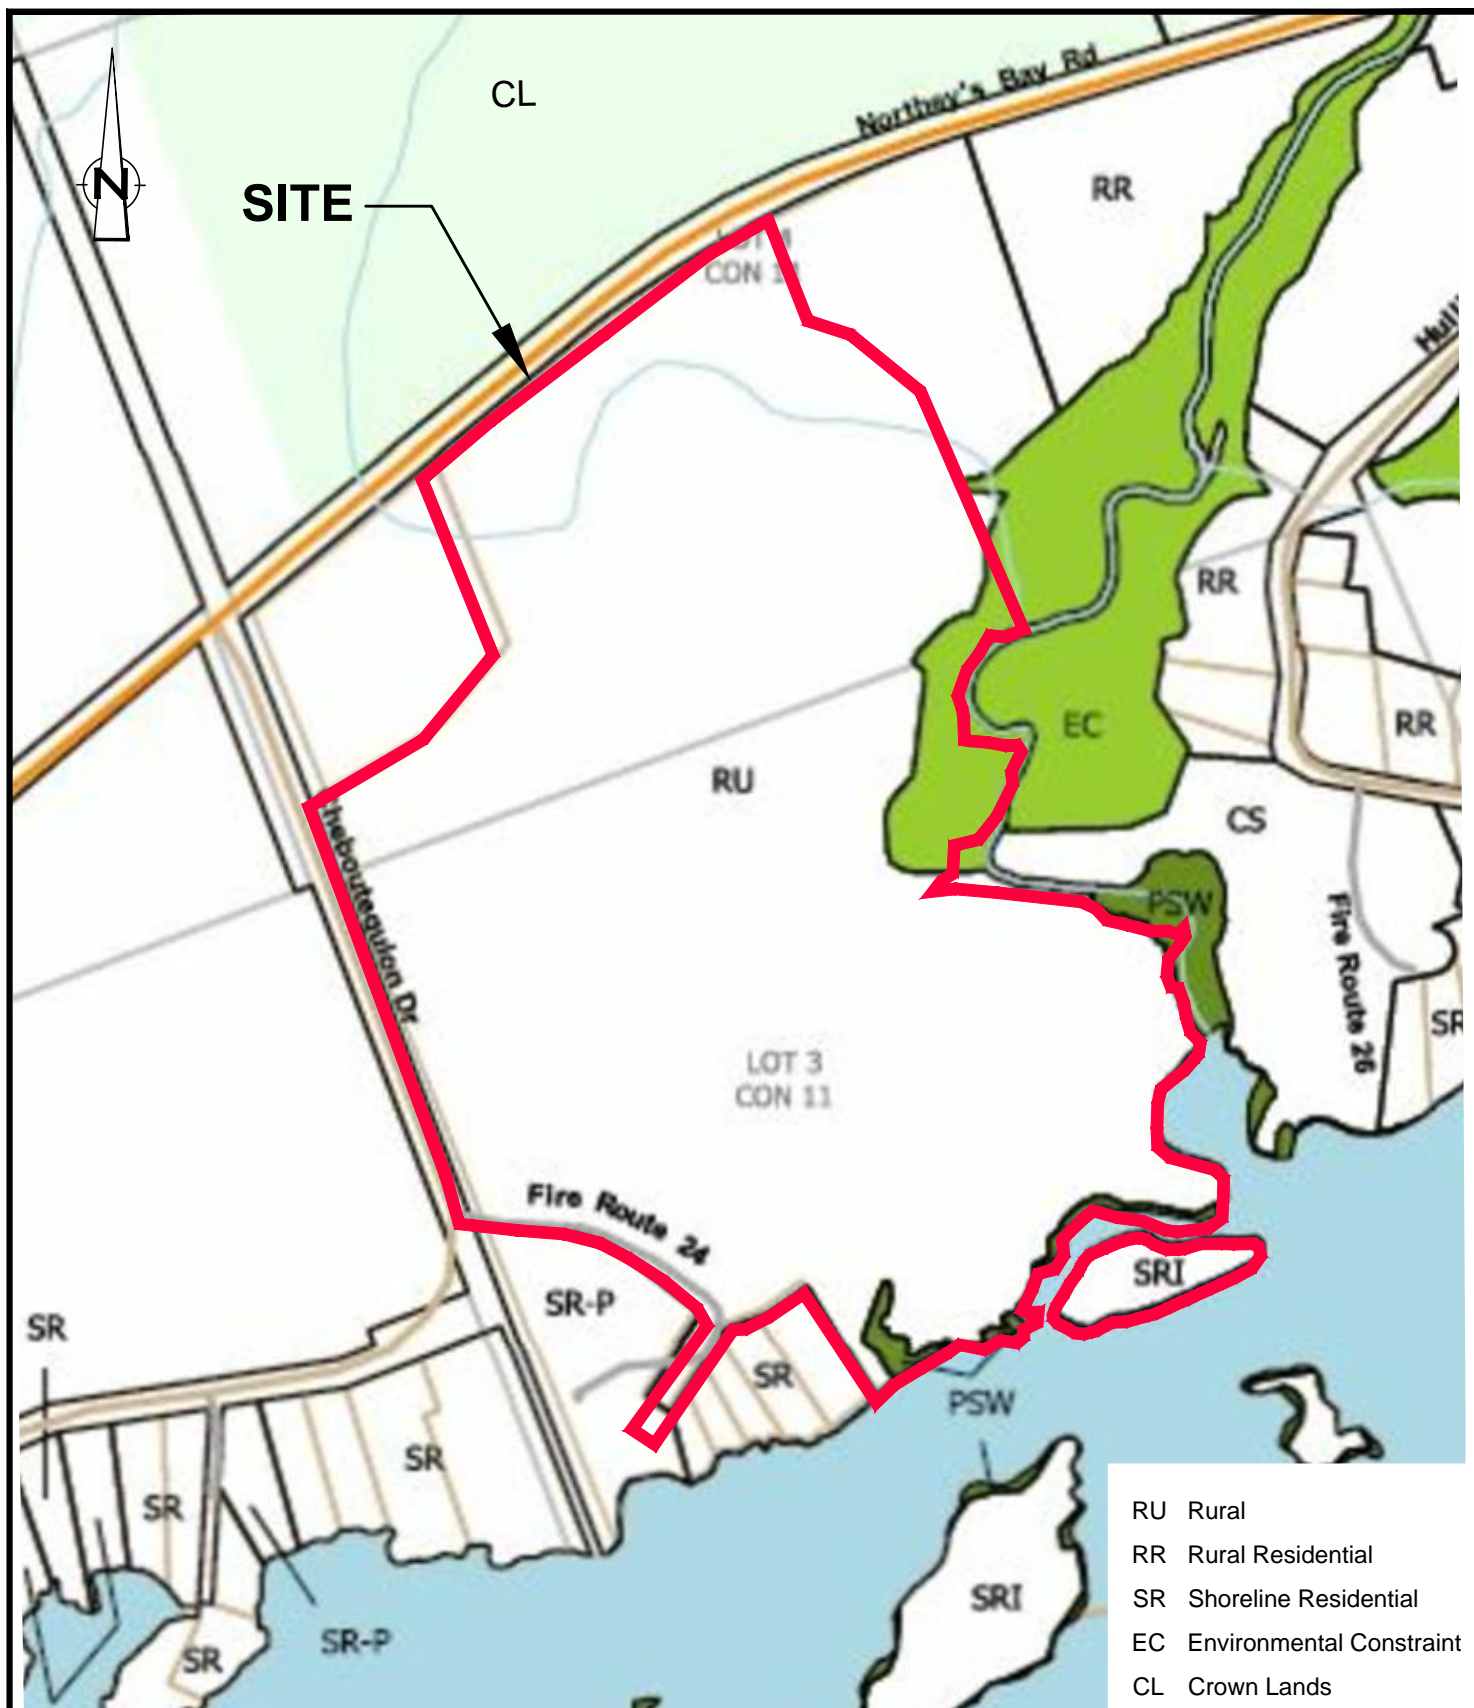 CL
Northey's Bay Rd
N
SITE
RR
CON 11
RR
EC
RR
RU
CS
PSW
Fire Route 26
SR
LOT 3
CON 11
Fire Route 24
SRI
SR-P
SR
SR
PSW
SR
SR
SRI
SR-P
SR
RU Rural
RR Rural Residential
SR Shoreline Residential
EC Environmental Constraint
CL Crown Lands